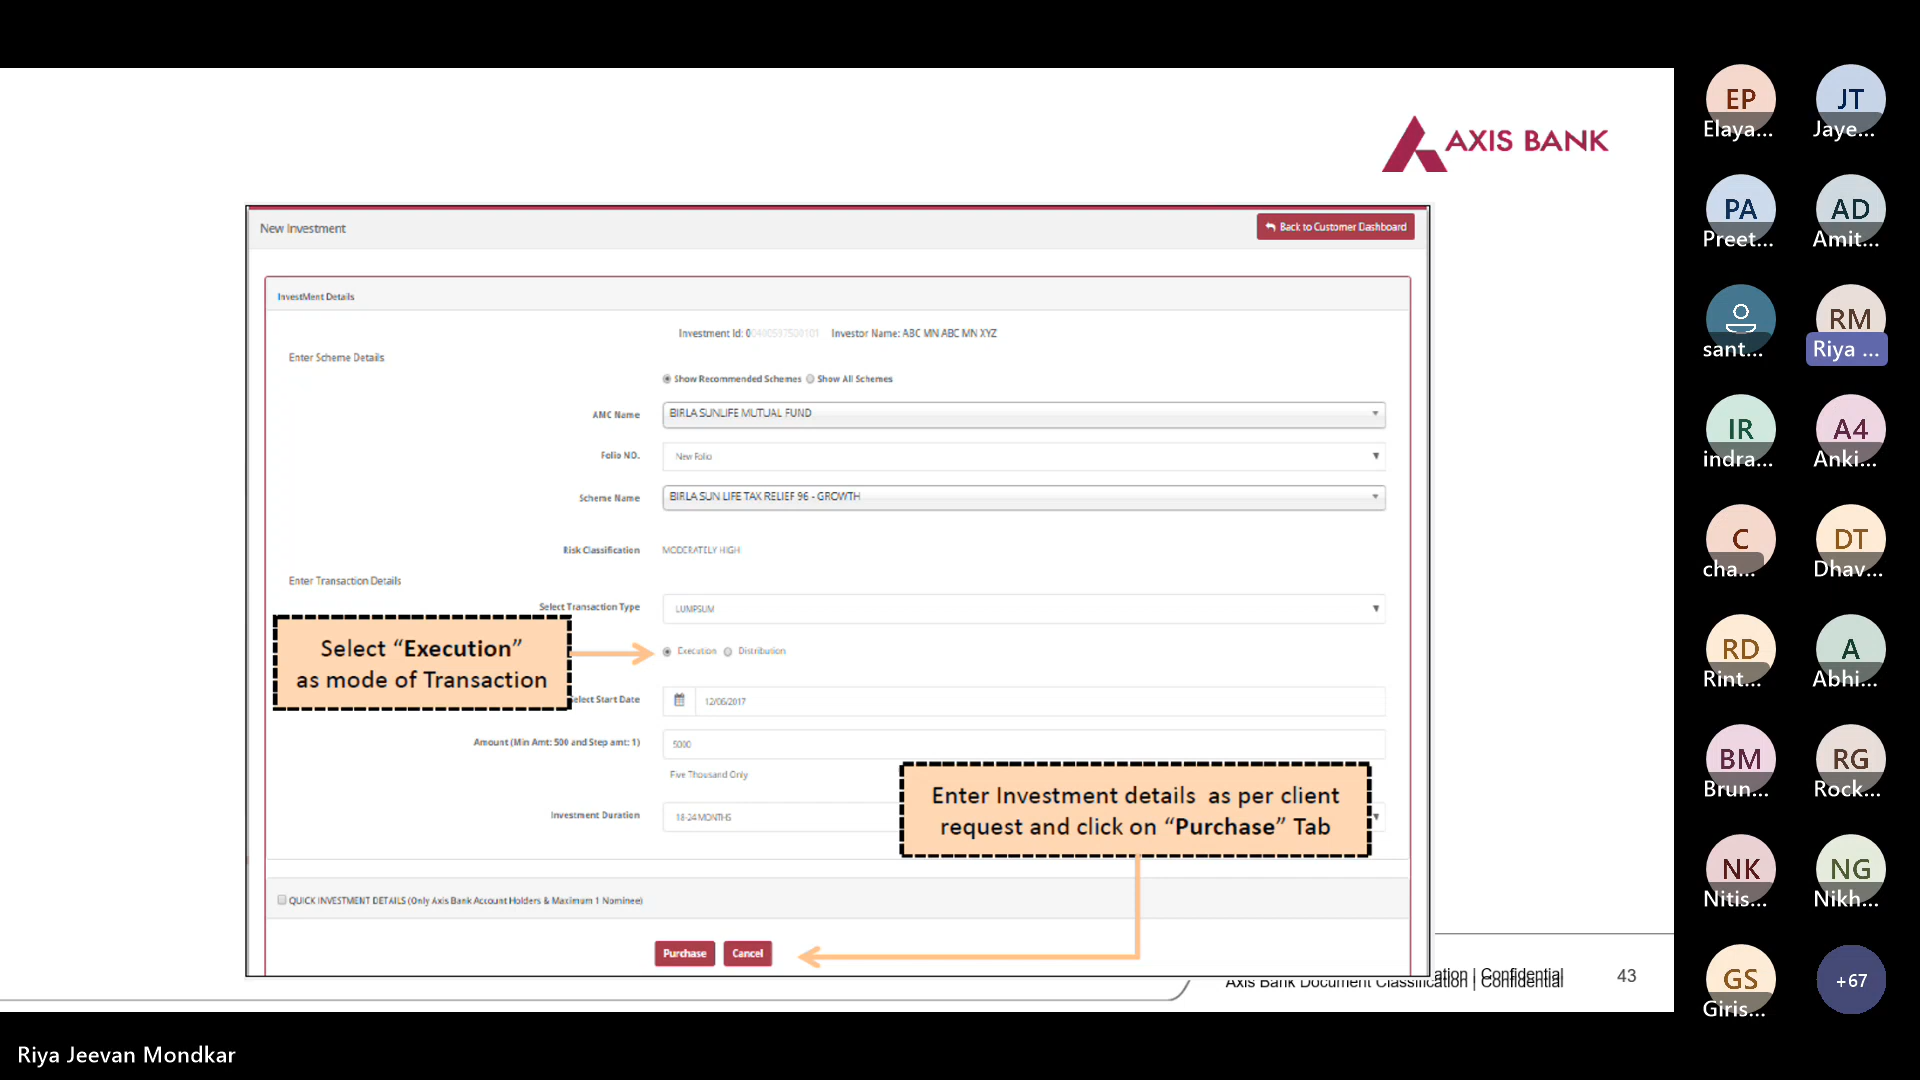 AXIS BANK
New Investment
Back to Customer Dashboard
InvestMent Details
Investment Id: 0 Investor Name: ABC MN ABC MN XYZ
Enter Scheme Details
Show Recommended Schemes Show All Schemes
AMC Name BIRLA SUNLIFE MUTUAL FUND
Folio NO. New Folio
Scheme Name BIRLA SUN LIFE TAX RELIEF 96 - GROWTH
Risk Classification MODERATELY HIGH
Enter Transaction Details
Select Transaction Type LUMPSUM
Select “Execution”
as mode of Transaction
Execution Distribution
elect Start Date 12/06/2017
Amount (Min Amt: 500 and Step amt: 1) 5000
Five Thousand Only
Investment Duration 18-24 MONTHS
Enter Investment details as per client
request and click on “Purchase” Tab
QUICK INVESTMENT DETAILS (Only Axis Bank Account Holders & Maximum 1 Nominee)
Purchase Cancel
ation | Confidential
Axis Bank Document Classification | Confidential
43
EP JT
Elaya... Jaye...
PA AD
Preet... Amit...
RM
sant... Riya ...
IR A4
indra... Anki...
C DT
cha... Dhav...
RD A
Rint... Abhi...
BM RG
Brun... Rock...
NK NG
Nitis... Nikh...
GS +67
Giris...
Riya Jeevan Mondkar